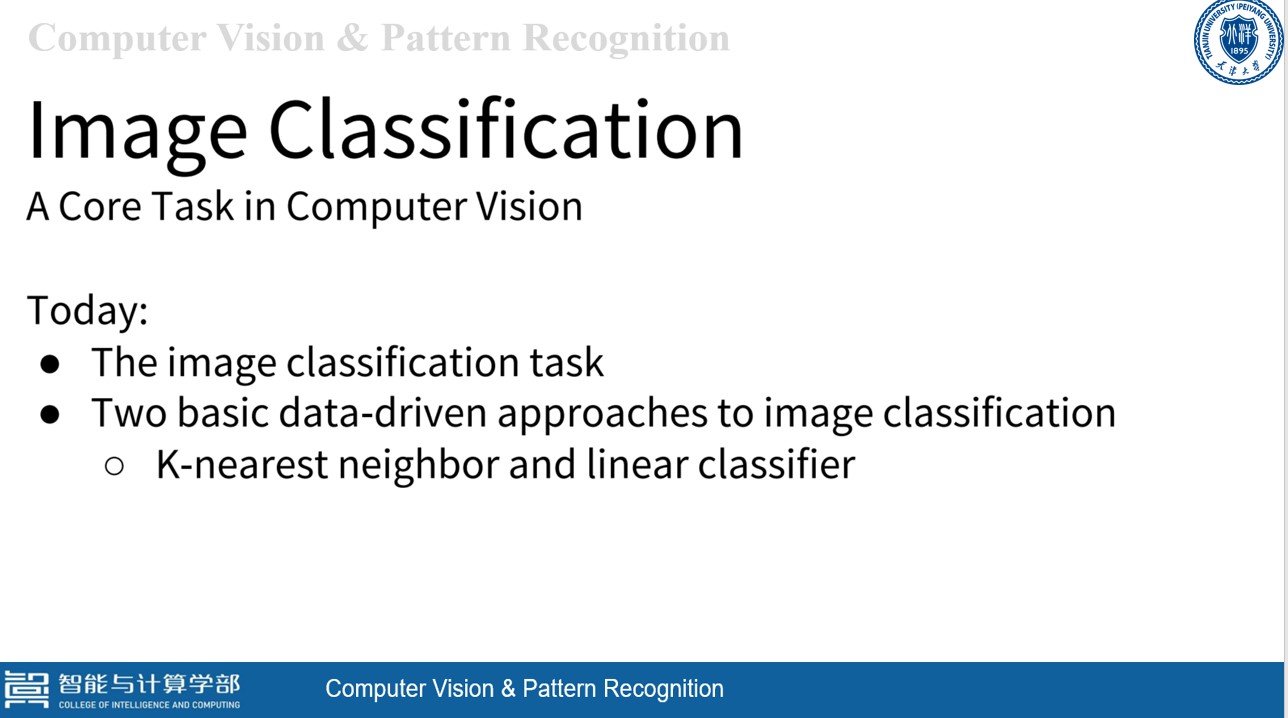 Computer Vision & Pattern Recognition
TIANJIN UNIVERSITY (PEIYANG UNIVERSITY)
北洋
1895
天津大学
Image Classification
A Core Task in Computer Vision
Today:
● The image classification task
● Two basic data-driven approaches to image classification
○ K-nearest neighbor and linear classifier
智能与计算学部
COLLEGE OF INTELLIGENCE AND COMPUTING
Computer Vision & Pattern Recognition